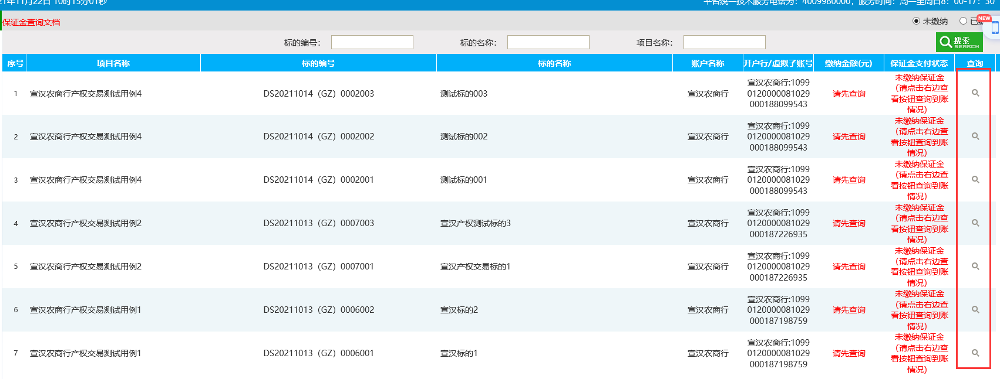 21年11月22日 10时15分01秒
平台统一技术服务电话为：4009980000，服务时间：周一至周日8：00-17：30
保证金查询文档
未缴纳
NEW
标的编号：
标的名称：
项目名称：
搜索
SEARCH
序号 项目名称 标的编号 标的名称 账户名称 开户行/虚拟子账号 缴纳金额(元) 保证金支付状态 查询
1 宣汉农商行产权交易测试用例4 DS20211014（GZ）0002003 测试标的003 宣汉农商行
宣汉农商行:1099
0120000081029
000188099543
请先查询
未缴纳保证金
（请点击右边查
看按钮查询到账
情况）
2 宣汉农商行产权交易测试用例4 DS20211014（GZ）0002002 测试标的002 宣汉农商行
宣汉农商行:1099
0120000081029
000188099543
请先查询
未缴纳保证金
（请点击右边查
看按钮查询到账
情况）
3 宣汉农商行产权交易测试用例4 DS20211014（GZ）0002001 测试标的001 宣汉农商行
宣汉农商行:1099
0120000081029
000188099543
请先查询
未缴纳保证金
（请点击右边查
看按钮查询到账
情况）
4 宣汉农商行产权交易测试用例2 DS20211013（GZ）0007003 宣汉产权测试标的3 宣汉农商行
宣汉农商行:1099
0120000081029
000187226935
请先查询
未缴纳保证金
（请点击右边查
看按钮查询到账
情况）
5 宣汉农商行产权交易测试用例2 DS20211013（GZ）0007001 宣汉产权交易标的1 宣汉农商行
宣汉农商行:1099
0120000081029
000187226935
请先查询
未缴纳保证金
（请点击右边查
看按钮查询到账
情况）
6 宣汉农商行产权交易测试用例1 DS20211013（GZ）0006002 宣汉标的2 宣汉农商行
宣汉农商行:1099
0120000081029
000187198759
请先查询
未缴纳保证金
（请点击右边查
看按钮查询到账
情况）
7 宣汉农商行产权交易测试用例1 DS20211013（GZ）0006001 宣汉标的1 宣汉农商行
宣汉农商行:1099
0120000081029
000187198759
请先查询
未缴纳保证金
（请点击右边查
看按钮查询到账
情况）